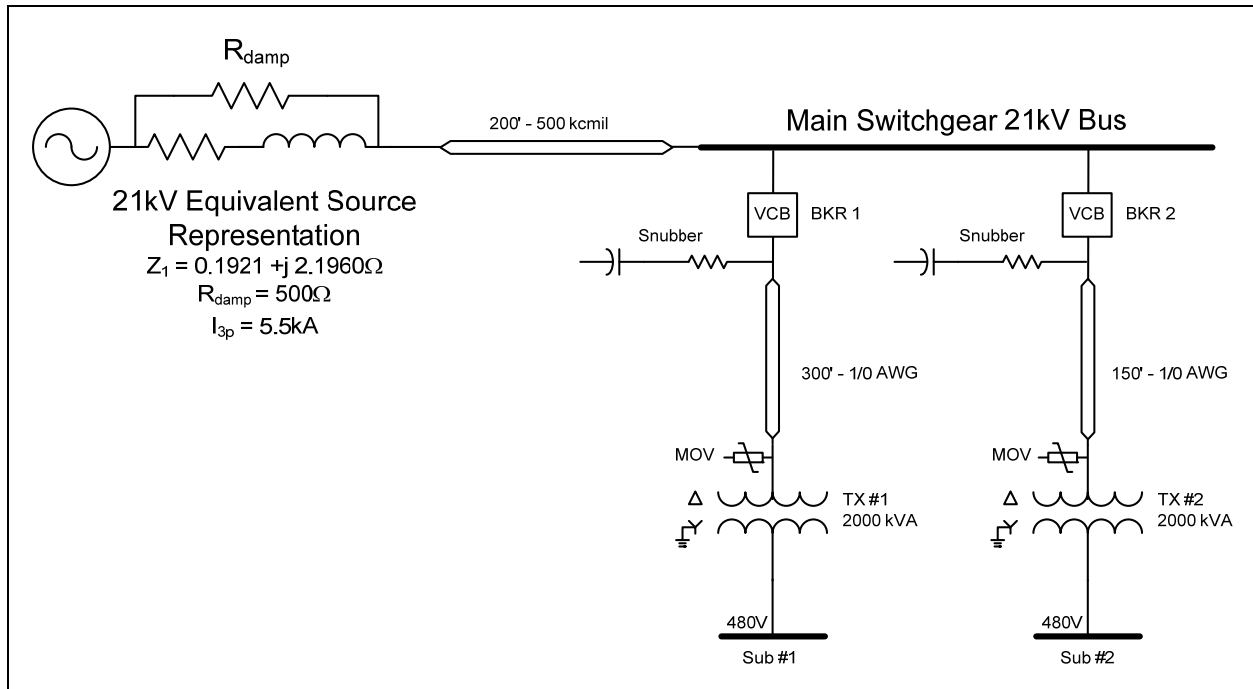 R_damp
200' - 500 kcmil
Main Switchgear 21kV Bus
21kV Equivalent Source
Representation
Z₁ = 0.1921 +j 2.1960Ω
R_damp = 500Ω
I₃ₚ = 5.5kA
VCB
BKR 1
VCB
BKR 2
Snubber
Snubber
300' - 1/0 AWG
150' - 1/0 AWG
MOV
MOV
Δ
TX #1
2000 kVA
Δ
TX #2
2000 kVA
480V
480V
Sub #1
Sub #2